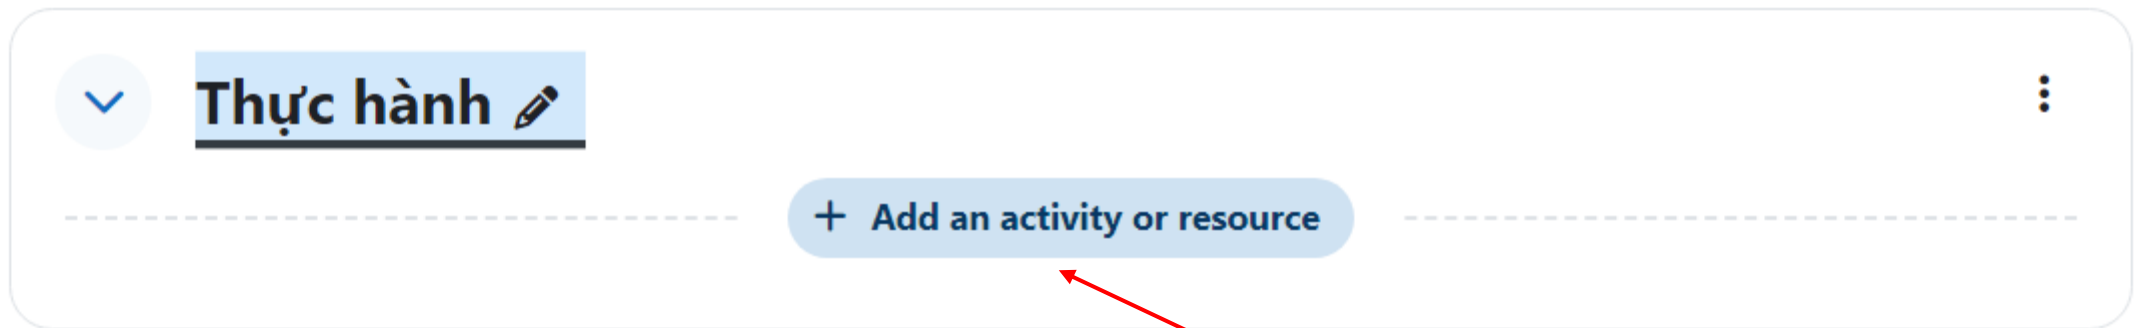 Thực hành
+ Add an activity or resource